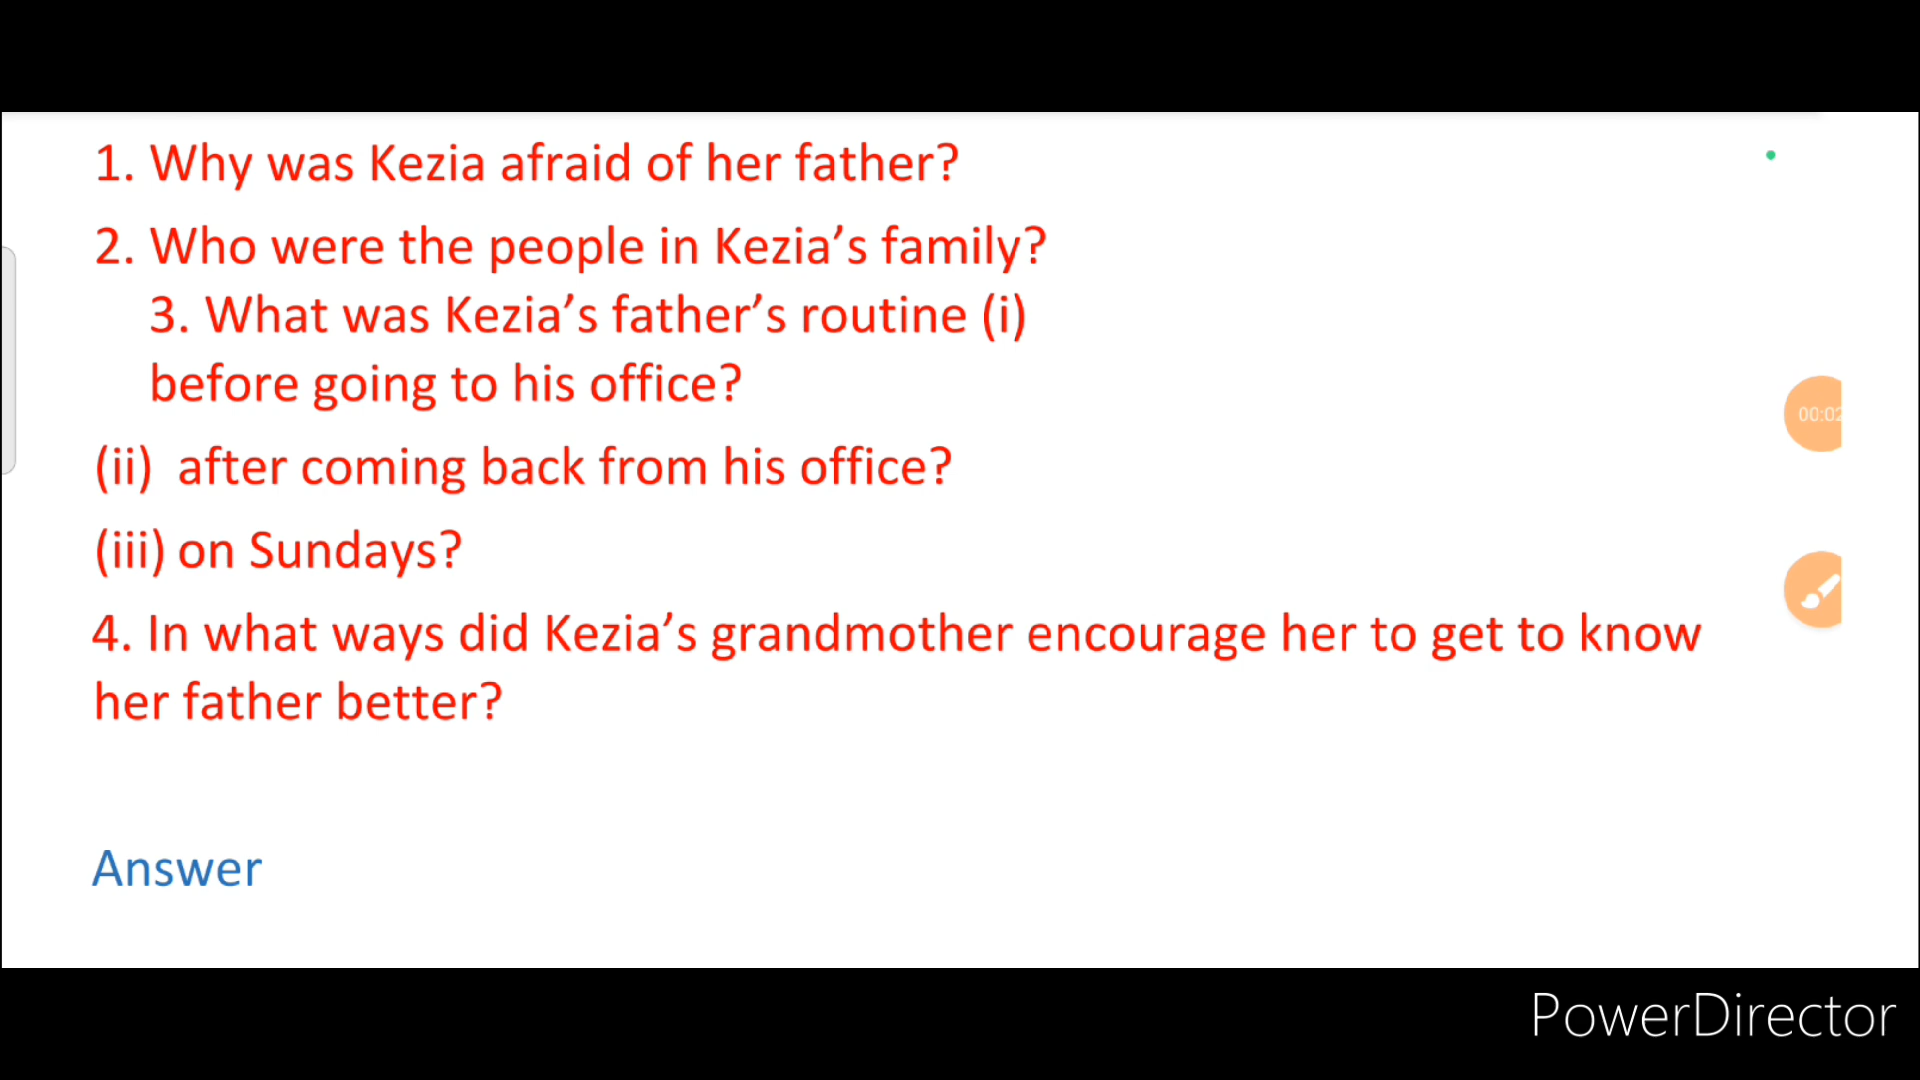 1. Why was Kezia afraid of her father?
2. Who were the people in Kezia’s family?
3. What was Kezia’s father’s routine (i)
before going to his office?
(ii) after coming back from his office?
(iii) on Sundays?
4. In what ways did Kezia’s grandmother encourage her to get to know
her father better?
Answer
00:02
PowerDirector